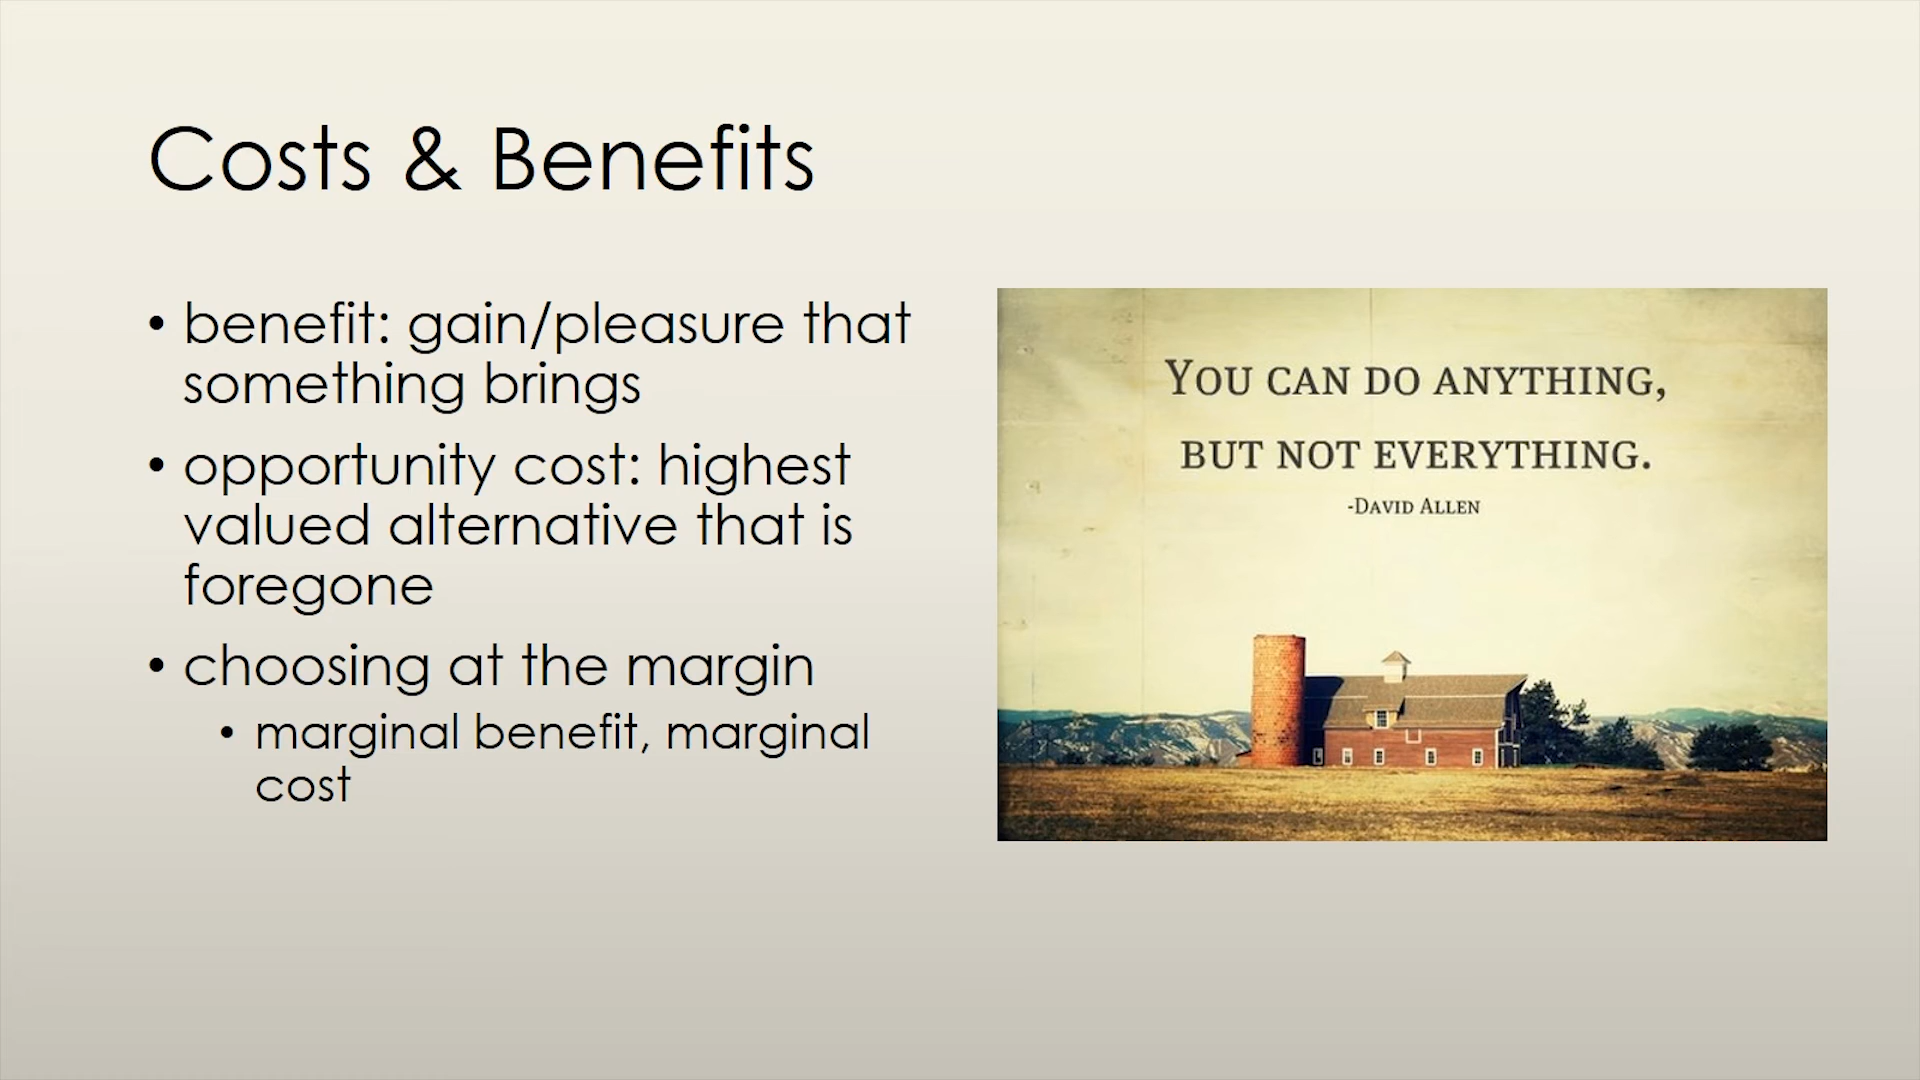 Costs & Benefits
• benefit: gain/pleasure that
something brings
• opportunity cost: highest
valued alternative that is
foregone
• choosing at the margin
• marginal benefit, marginal
cost
You can do anything,
but not everything.
-David Allen